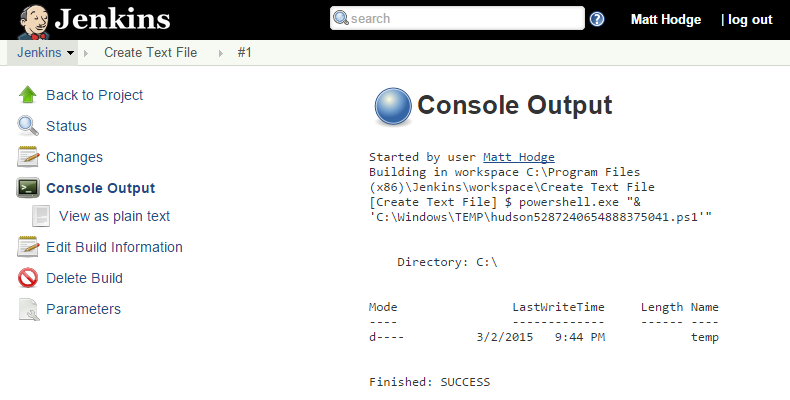 Jenkins
search
Matt Hodge
| log out
Jenkins
Create Text File
#1
Back to Project
Status
Changes
Console Output
View as plain text
Edit Build Information
Delete Build
Parameters
Console Output
Started by user Matt Hodge
Building in workspace C:\Program Files
(x86)\Jenkins\workspace\Create Text File
[Create Text File] $ powershell.exe "&
'C:\Windows\TEMP\hudson5287240654888375041.ps1'"
Directory: C:\
Mode LastWriteTime Length Name
---- ------------- ------ ----
d---- 3/2/2015 9:44 PM temp
Finished: SUCCESS